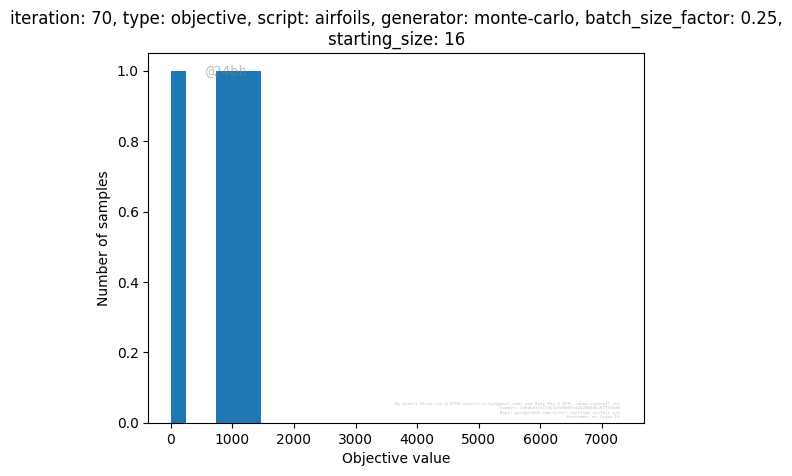 iteration: 70, type: objective, script: airfoils, generator: monte-carlo, batch_size_factor: 0.25,
starting_size: 16
@34bb
1.0
0.8
0.6
0.4
0.2
0.0
Number of samples
0 1000 2000 3000 4000 5000 6000 7000
Objective value